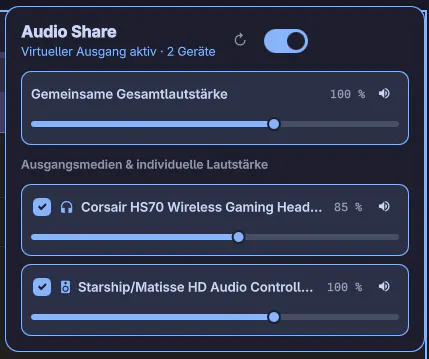 Audio Share
Virtueller Ausgang aktiv · 2 Geräte
Gemeinsame Gesamtlautstärke 100 %
Ausgangsmedien & individuelle Lautstärke
Corsair HS70 Wireless Gaming Head... 85 %
Starship/Matisse HD Audio Controll... 100 %